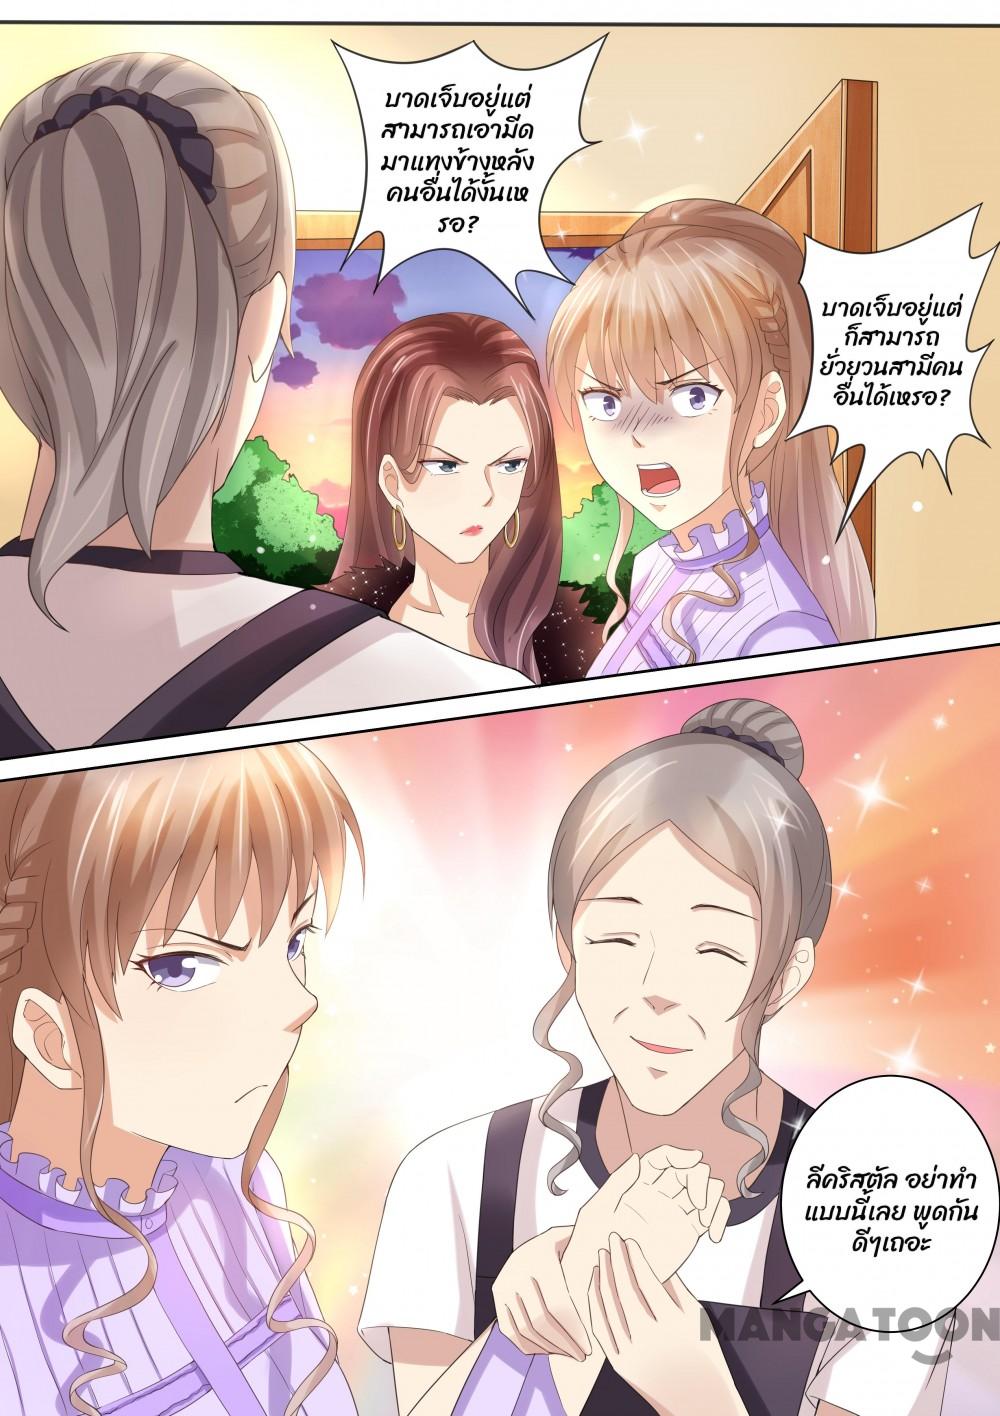 บาดเจ็บอยู่แต่
สามารถเอามีด
มาแทงข้างหลัง
คนอื่นได้งั้นเห
รอ?
บาดเจ็บอยู่แต่
ก็สามารถ
ยั่วยวนสามีคน
อื่นได้เหรอ?
ลีคริสตัล อย่าทำ
แบบนี้เลย พูดกัน
ดีๆเถอะ
MANGATOON